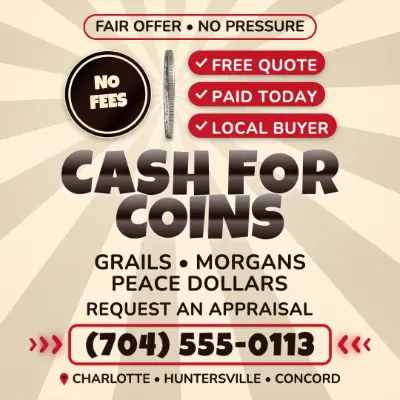 FAIR OFFER • NO PRESSURE
NO
FEES
FREE QUOTE
PAID TODAY
LOCAL BUYER
CASH FOR
COINS
GRAILS • MORGANS
PEACE DOLLARS
REQUEST AN APPRAISAL
(704) 555-0113
CHARLOTTE • HUNTERSVILLE • CONCORD